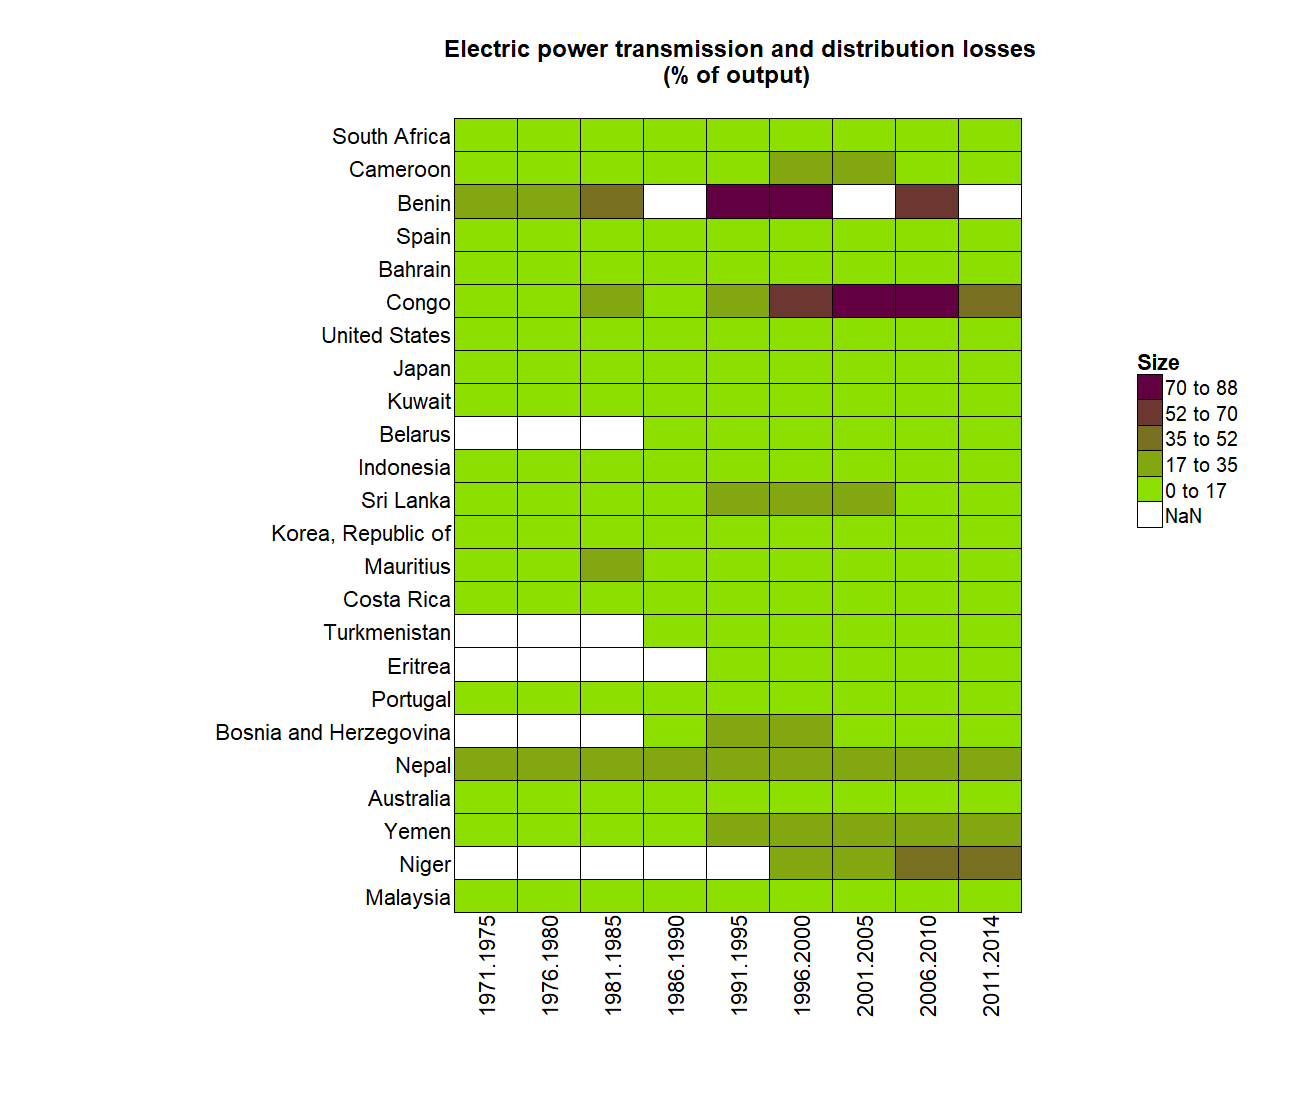 Electric power transmission and distribution losses
(% of output)
South Africa
Cameroon
Benin
Spain
Bahrain
Congo
United States
Japan
Kuwait
Belarus
Indonesia
Sri Lanka
Korea, Republic of
Mauritius
Costa Rica
Turkmenistan
Eritrea
Portugal
Bosnia and Herzegovina
Nepal
Australia
Yemen
Niger
Malaysia
1971.1975
1976.1980
1981.1985
1986.1990
1991.1995
1996.2000
2001.2005
2006.2010
2011.2014
Size
70 to 88
52 to 70
35 to 52
17 to 35
0 to 17
NaN